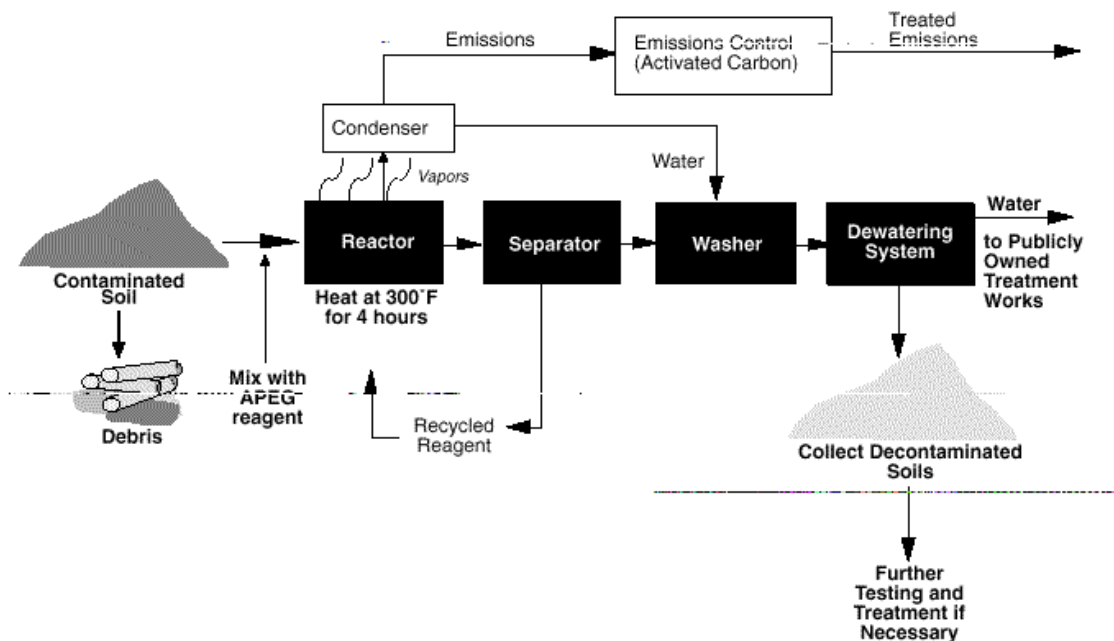 Emissions
Emissions Control
(Activated Carbon)
Treated
Emissions
Condenser
Vapors
Water
Contaminated
Soil
Debris
Mix with
APEG
reagent
Reactor
Heat at 300°F
for 4 hours
Separator
Recycled
Reagent
Washer
Dewatering
System
Water
to Publicly
Owned
Treatment
Works
Collect Decontaminated
Soils
Further
Testing and
Treatment if
Necessary